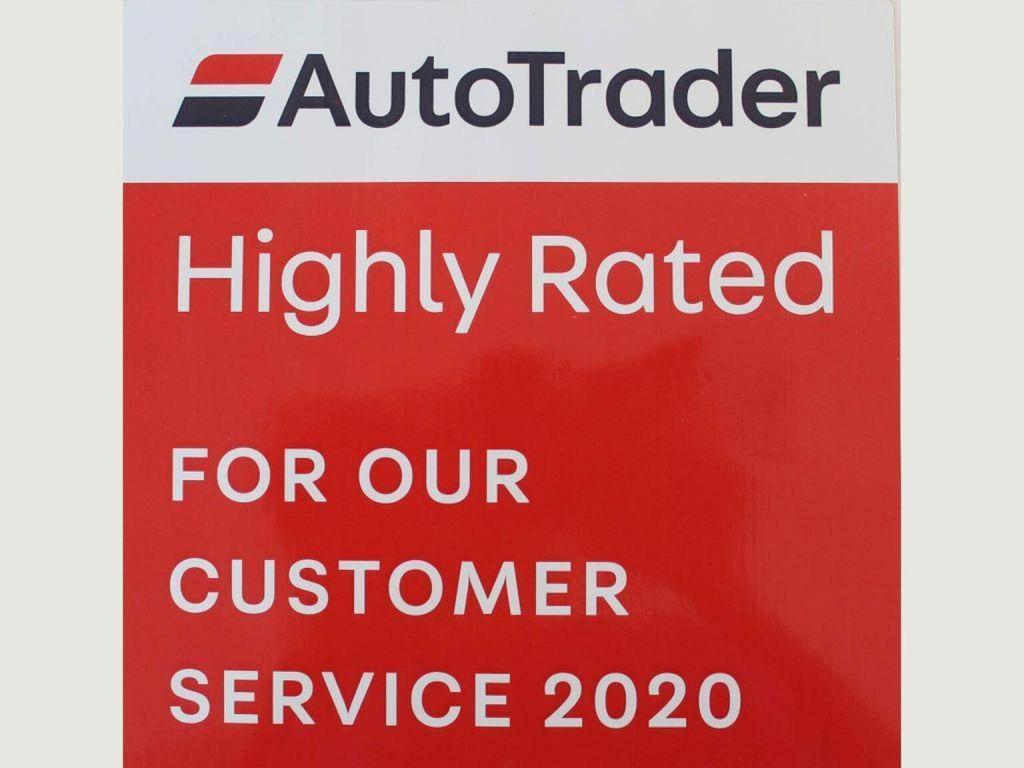 AutoTrader
Highly Rated
FOR OUR
CUSTOMER
SERVICE 2020